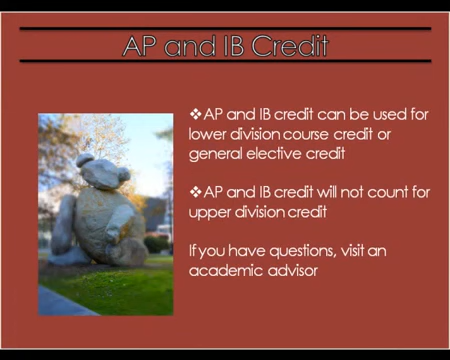 AP and IB Credit
❖AP and IB credit can be used for
lower division course credit or
general elective credit
❖AP and IB credit will not count for
upper division credit
If you have questions, visit an
academic advisor